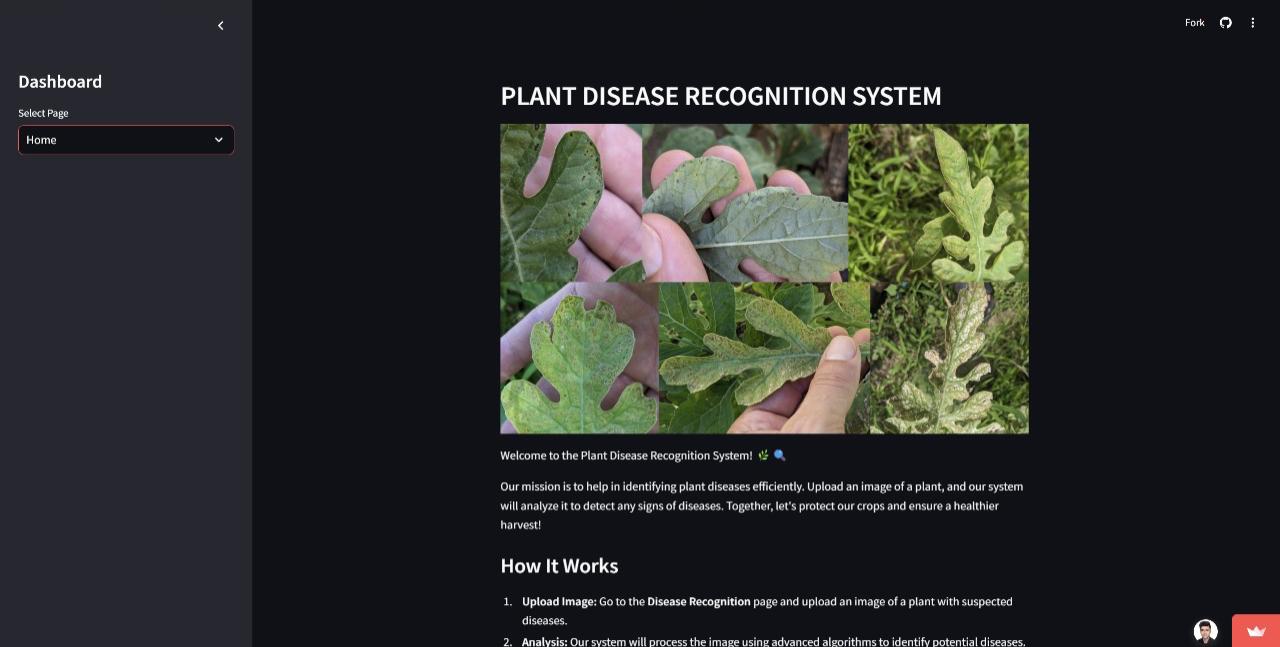 Fork
Dashboard
Select Page
Home
PLANT DISEASE RECOGNITION SYSTEM
Welcome to the Plant Disease Recognition System! 🌿🔍
Our mission is to help in identifying plant diseases efficiently. Upload an image of a plant, and our system
will analyze it to detect any signs of diseases. Together, let's protect our crops and ensure a healthier
harvest!
How It Works
1. Upload Image: Go to the Disease Recognition page and upload an image of a plant with suspected
diseases.
2. Analysis: Our system will process the image using advanced algorithms to identify potential diseases.